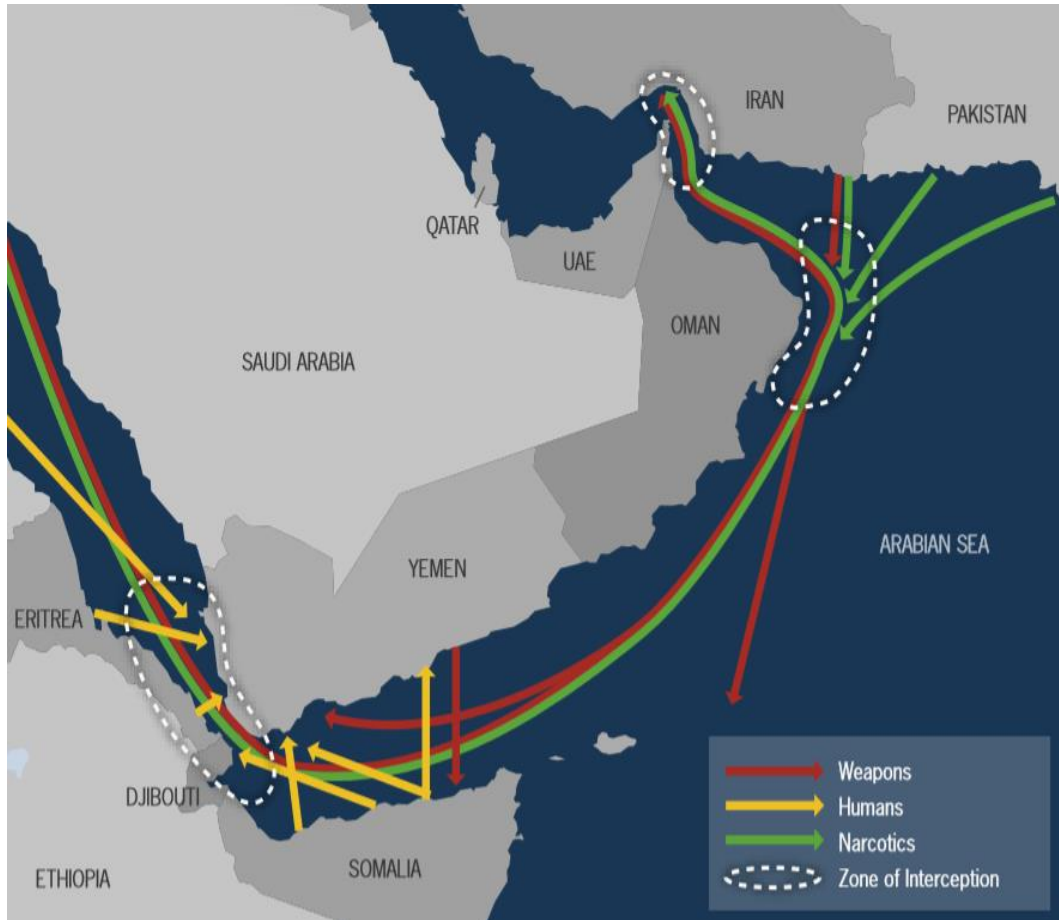 IRAN
PAKISTAN
QATAR
UAE
OMAN
SAUDI ARABIA
ARABIAN SEA
YEMEN
ERITREA
DJIBOUTI
SOMALIA
ETHIOPIA
Weapons
Humans
Narcotics
Zone of Interception